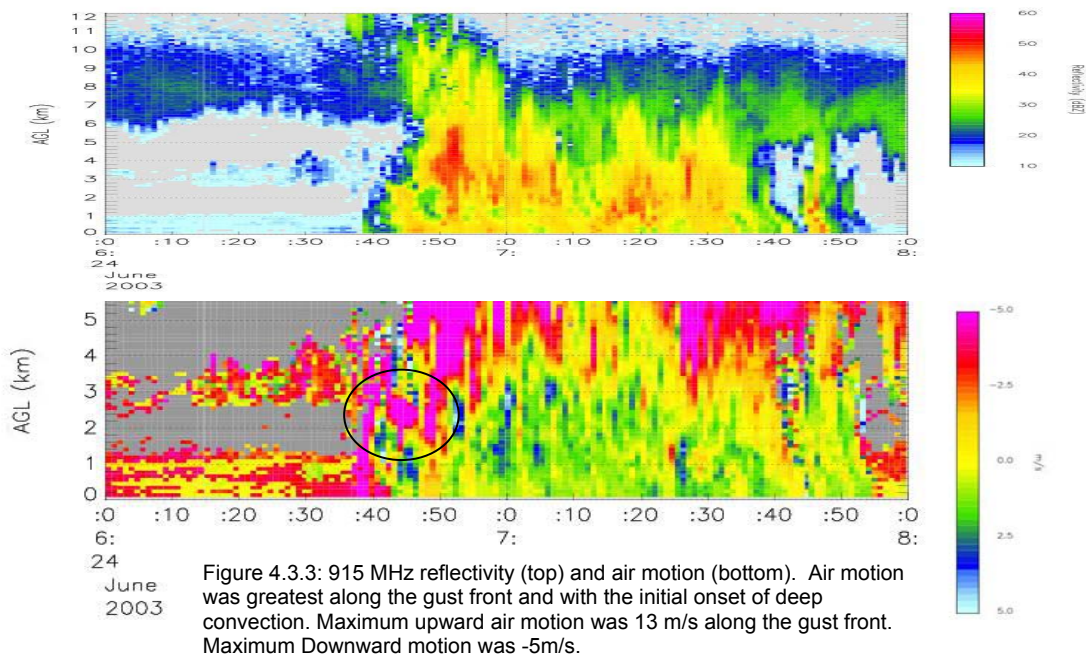 12
11
10
9
8
7
6
5
4
3
2
1
0
AGL (km)
:0 :10 :20 :30 :40 :50 :0 :10 :20 :30 :40 :50 :0
6: 7: 8:
24
June
2003
60
50
40
30
20
10
Reflectivity (dBZ)
5
4
3
2
1
0
AGL (km)
:0 :10 :20 :30 :40 :50 :0 :10 :20 :30 :40 :50 :0
6: 7: 8:
24
June
2003
-5.0
-2.5
0.0
2.5
5.0
m/s
Figure 4.3.3: 915 MHz reflectivity (top) and air motion (bottom). Air motion
was greatest along the gust front and with the initial onset of deep
convection. Maximum upward air motion was 13 m/s along the gust front.
Maximum Downward motion was -5m/s.